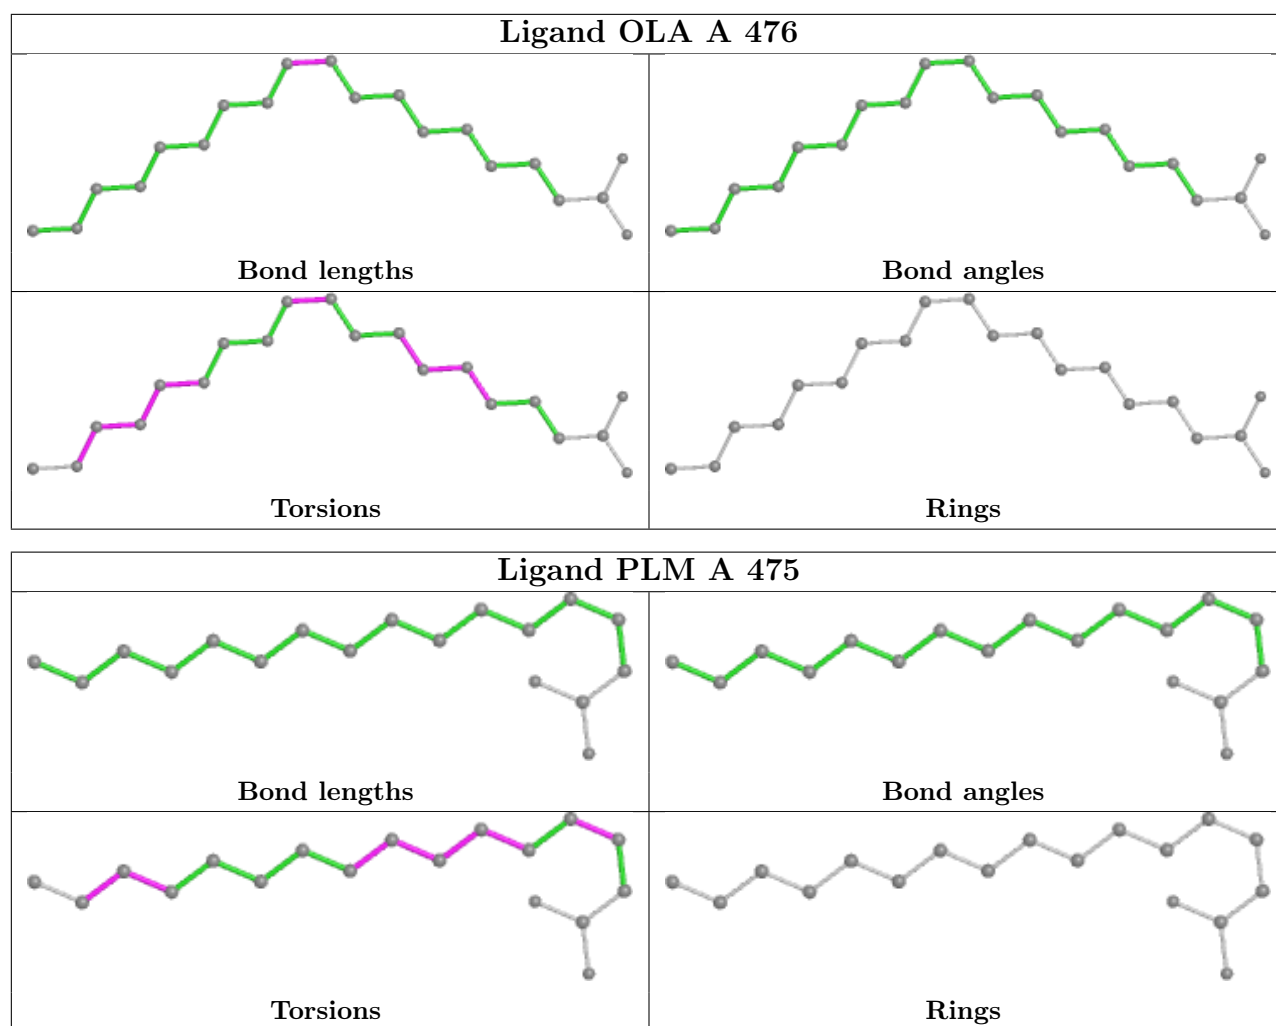 Ligand OLA A 476
Bond lengths
Bond angles
Torsions
Rings
Ligand PLM A 475
Bond lengths
Bond angles
Torsions
Rings